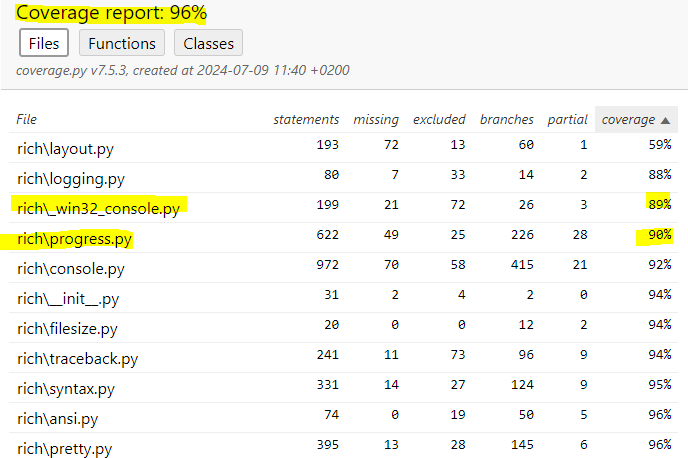 Coverage report: 96%
Files Functions Classes
coverage.py v7.5.3, created at 2024-07-09 11:40 +0200
File statements missing excluded branches partial coverage ▲
rich\layout.py 193 72 13 60 1 59%
rich\logging.py 80 7 33 14 2 88%
rich\_win32_console.py 199 21 72 26 3 89%
rich\progress.py 622 49 25 226 28 90%
rich\console.py 972 70 58 415 21 92%
rich\__init__.py 31 2 4 2 0 94%
rich\filesize.py 20 0 0 12 2 94%
rich\traceback.py 241 11 73 96 9 94%
rich\syntax.py 331 14 27 124 9 95%
rich\ansi.py 74 0 19 50 5 96%
rich\pretty.py 395 13 28 145 6 96%